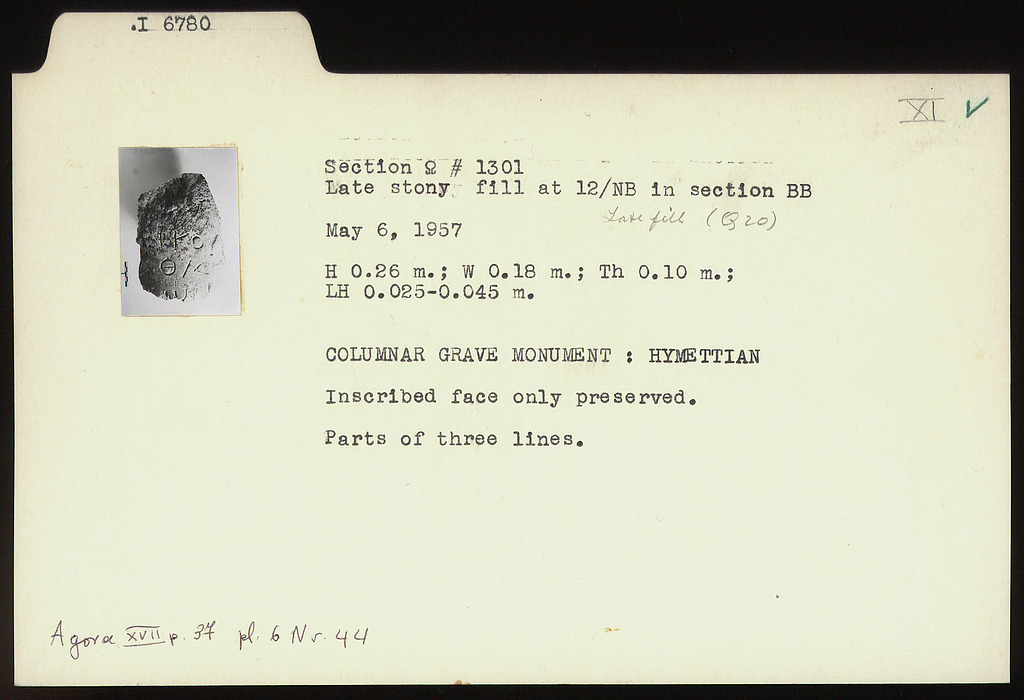 .I 6780
XI ✓
Section Ω # 1301
Late stony fill at 12/NB in section BB
Late fill (Q 20)
May 6, 1957
H 0.26 m.; W 0.18 m.; Th 0.10 m.;
LH 0.025-0.045 m.
COLUMNAR GRAVE MONUMENT : HYMETTIAN
Inscribed face only preserved.
Parts of three lines.
Agora XVII p. 37 pl. 6 Nr. 44